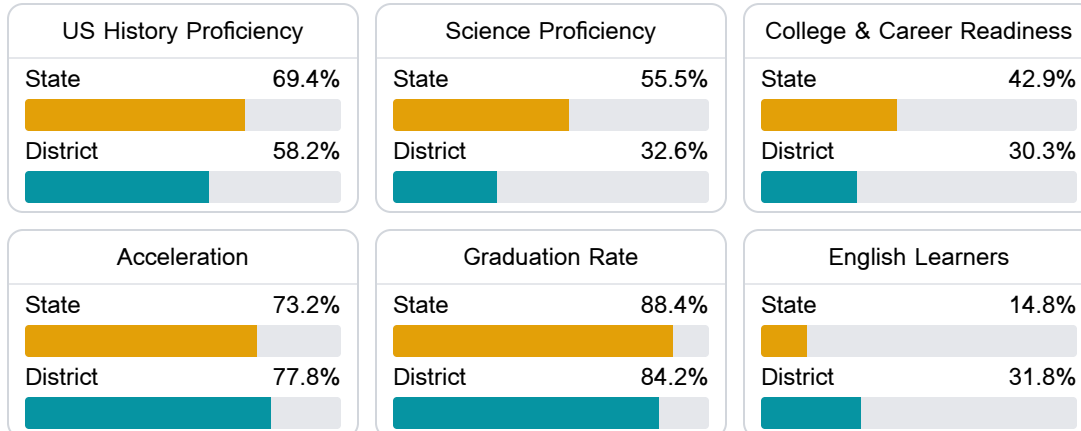 US History Proficiency
State 69.4%
District 58.2%
Science Proficiency
State 55.5%
District 32.6%
College & Career Readiness
State 42.9%
District 30.3%
Acceleration
State 73.2%
District 77.8%
Graduation Rate
State 88.4%
District 84.2%
English Learners
State 14.8%
District 31.8%